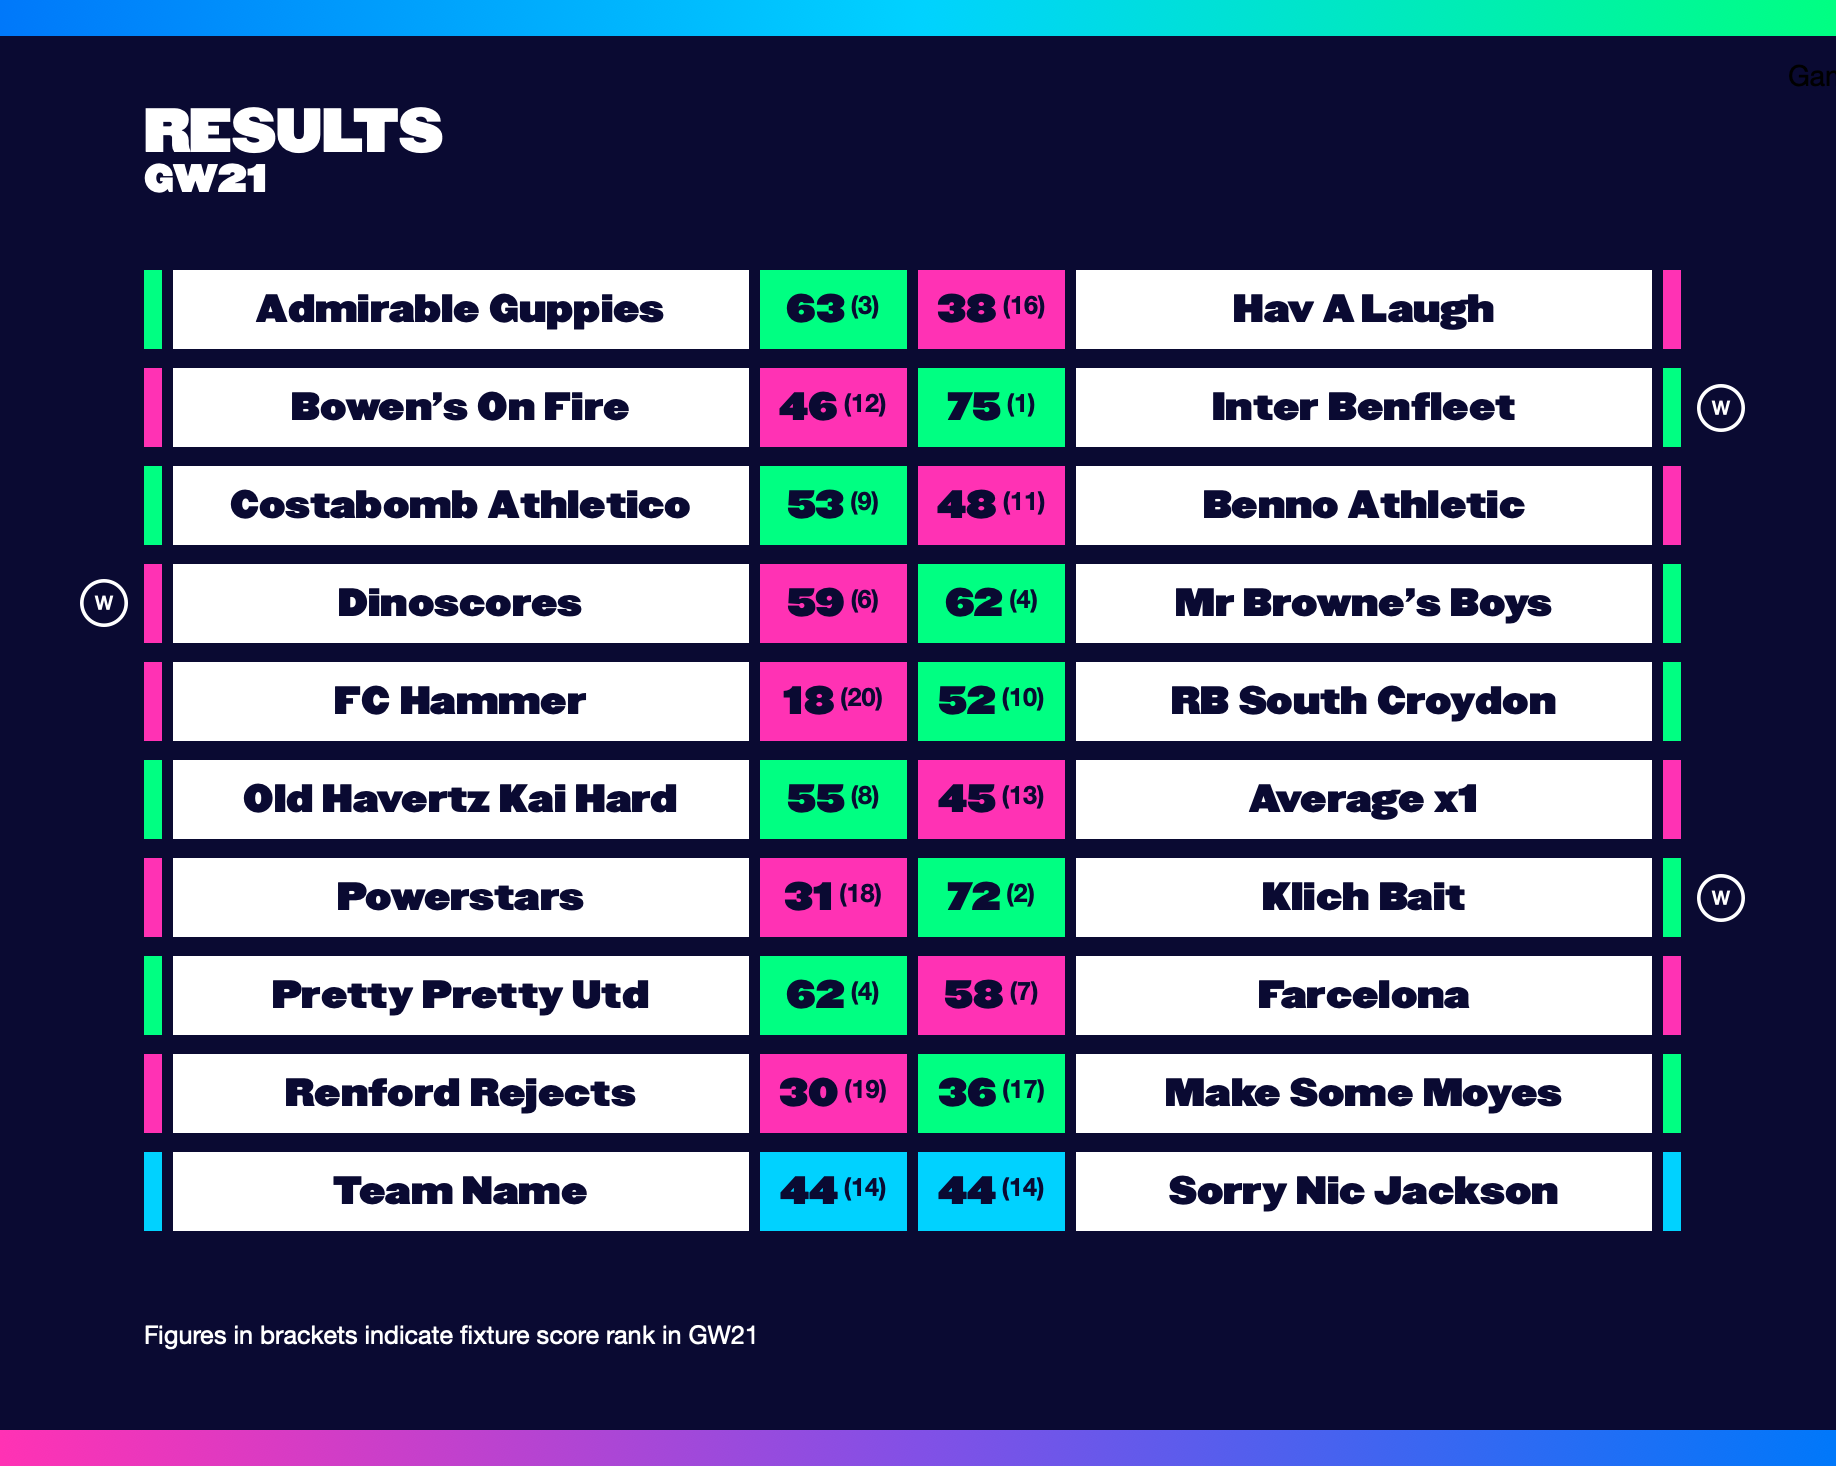 Gar
RESULTS
GW21
Admirable Guppies 63 (3) 38 (16) Hav A Laugh
Bowen’s On Fire 46 (12) 75 (1) Inter Benfleet W
Costabomb Athletico 53 (9) 48 (11) Benno Athletic
W Dinoscores 59 (6) 62 (4) Mr Browne’s Boys
FC Hammer 18 (20) 52 (10) RB South Croydon
Old Havertz Kai Hard 55 (8) 45 (13) Average x1
Powerstars 31 (18) 72 (2) Klich Bait W
Pretty Pretty Utd 62 (4) 58 (7) Farcelona
Renford Rejects 30 (19) 36 (17) Make Some Moyes
Team Name 44 (14) 44 (14) Sorry Nic Jackson
Figures in brackets indicate fixture score rank in GW21